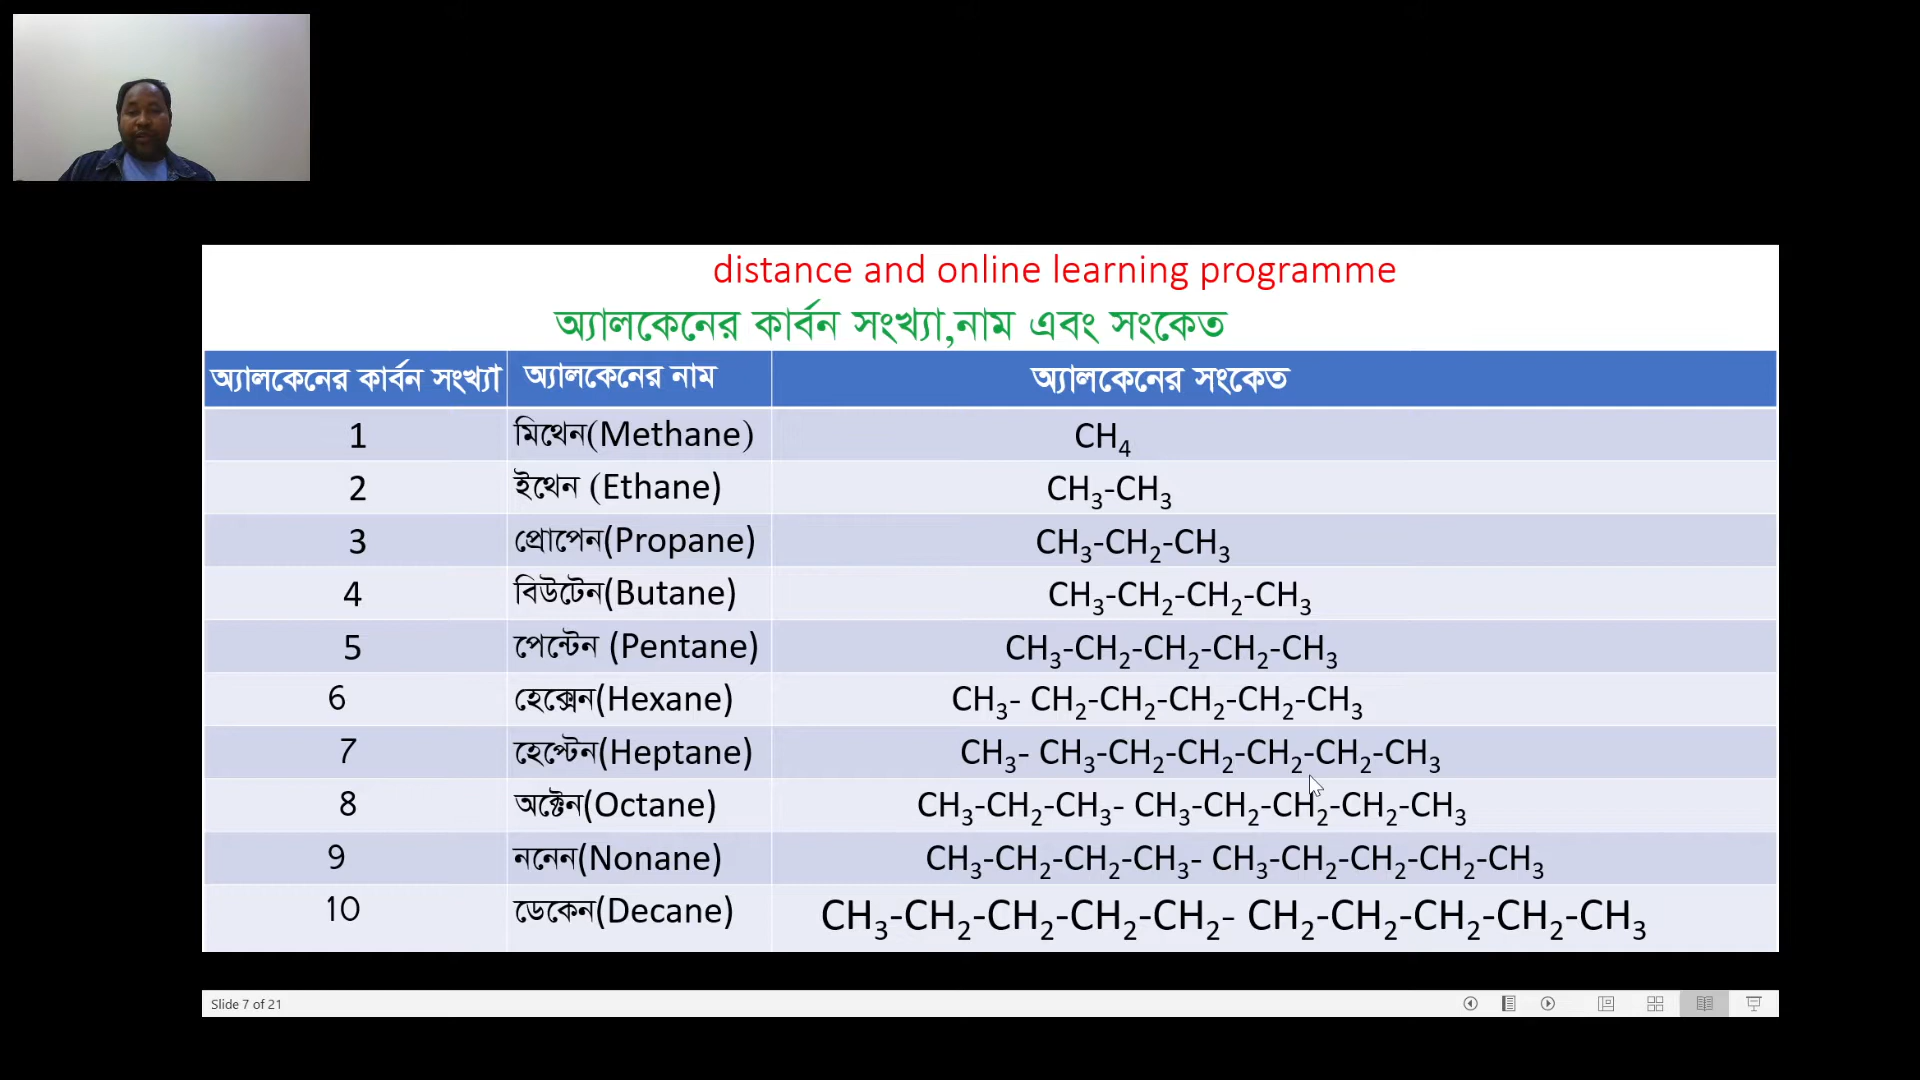 distance and online learning programme
অ্যালকেনের কার্বন সংখ্যা,নাম এবং সংকেত
অ্যালকেনের কার্বন সংখ্যা অ্যালকেনের নাম অ্যালকেনের সংকেত
1 মিথেন(Methane) CH₄
2 ইথেন (Ethane) CH₃-CH₃
3 প্রোপেন(Propane) CH₃-CH₂-CH₃
4 বিউটেন(Butane) CH₃-CH₂-CH₂-CH₃
5 পেন্টেন (Pentane) CH₃-CH₂-CH₂-CH₂-CH₃
6 হেক্সেন(Hexane) CH₃- CH₂-CH₂-CH₂-CH₂-CH₃
7 হেপ্টেন(Heptane) CH₃- CH₃-CH₂-CH₂-CH₂-CH₂-CH₃
8 অক্টেন(Octane) CH₃-CH₂-CH₃- CH₃-CH₂-CH₂-CH₂-CH₃
9 ননেন(Nonane) CH₃-CH₂-CH₂-CH₃- CH₃-CH₂-CH₂-CH₂-CH₃
10 ডেকেন(Decane) CH₃-CH₂-CH₂-CH₂-CH₂- CH₂-CH₂-CH₂-CH₂-CH₃
Slide 7 of 21